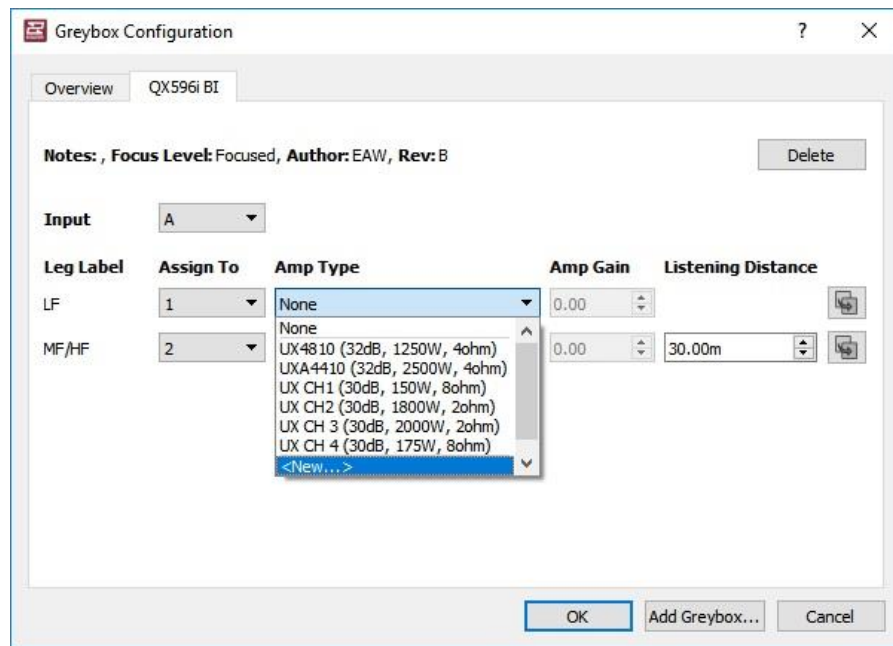 Greybox Configuration
Overview QX596i BI
Notes: , Focus Level: Focused, Author: EAW, Rev: B Delete
Input A
Leg Label Assign To Amp Type Amp Gain Listening Distance
LF 1 None 0.00
None
MF/HF 2 UX4810 (32dB, 1250W, 4ohm) 0.00 30.00m
UXA4410 (32dB, 2500W, 4ohm)
UX CH1 (30dB, 150W, 8ohm)
UX CH2 (30dB, 1800W, 2ohm)
UX CH 3 (30dB, 2000W, 2ohm)
UX CH 4 (30dB, 175W, 8ohm)
<New...>
OK Add Greybox... Cancel